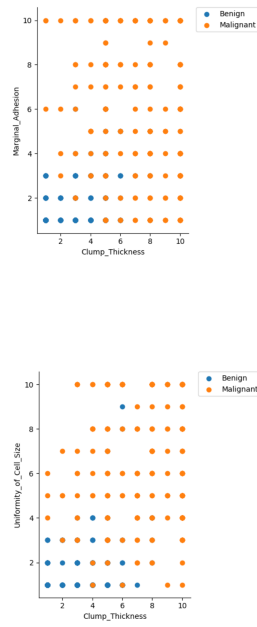 Benign
Malignant
10
8
6
4
2
Marginal_Adhesion
2 4 6 8 10
Clump_Thickness
Benign
Malignant
10
8
6
4
2
Uniformity_of_Cell_Size
2 4 6 8 10
Clump_Thickness